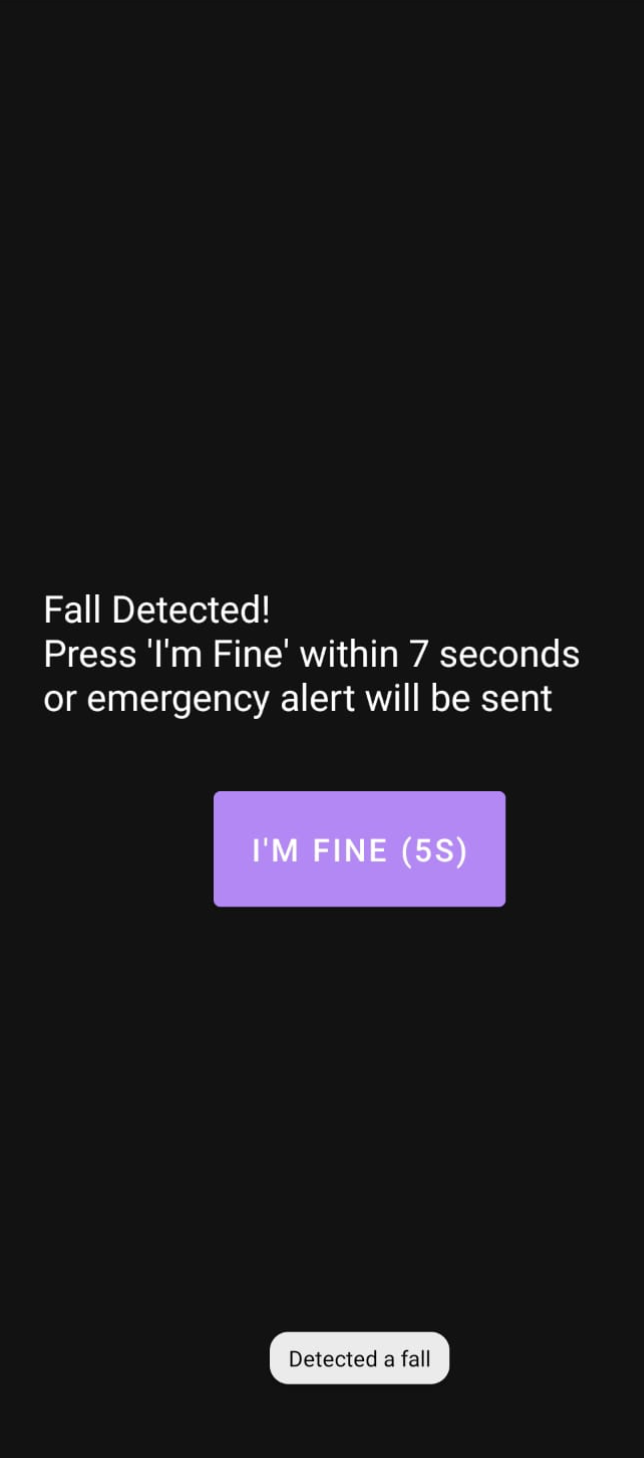 Fall Detected!
Press 'I'm Fine' within 7 seconds
or emergency alert will be sent
I'M FINE (5S)
Detected a fall